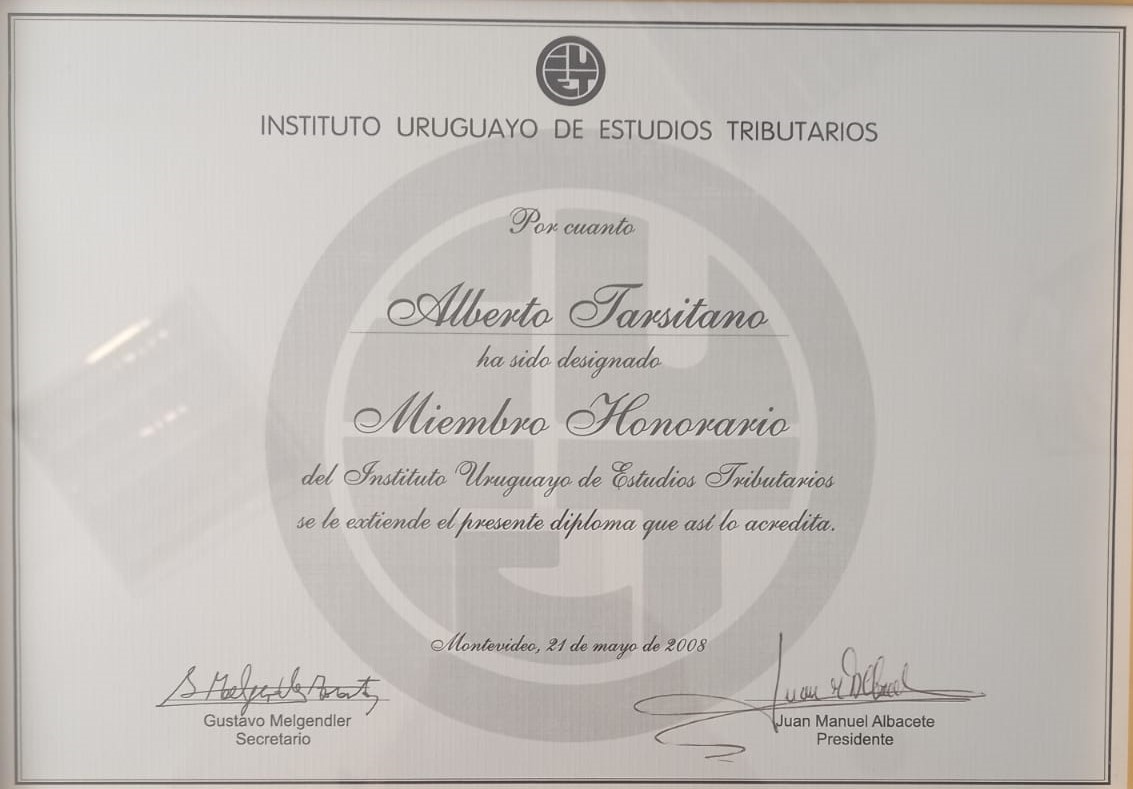 IUET
INSTITUTO URUGUAYO DE ESTUDIOS TRIBUTARIOS
Por cuanto
Alberto Tarsitano
ha sido designado
Miembro Honorario
del Instituto Uruguayo de Estudios Tributarios
se le extiende el presente diploma que así lo acredita.
Montevideo, 21 de mayo de 2008
Gustavo Melgendler
Secretario
Juan Manuel Albacete
Presidente